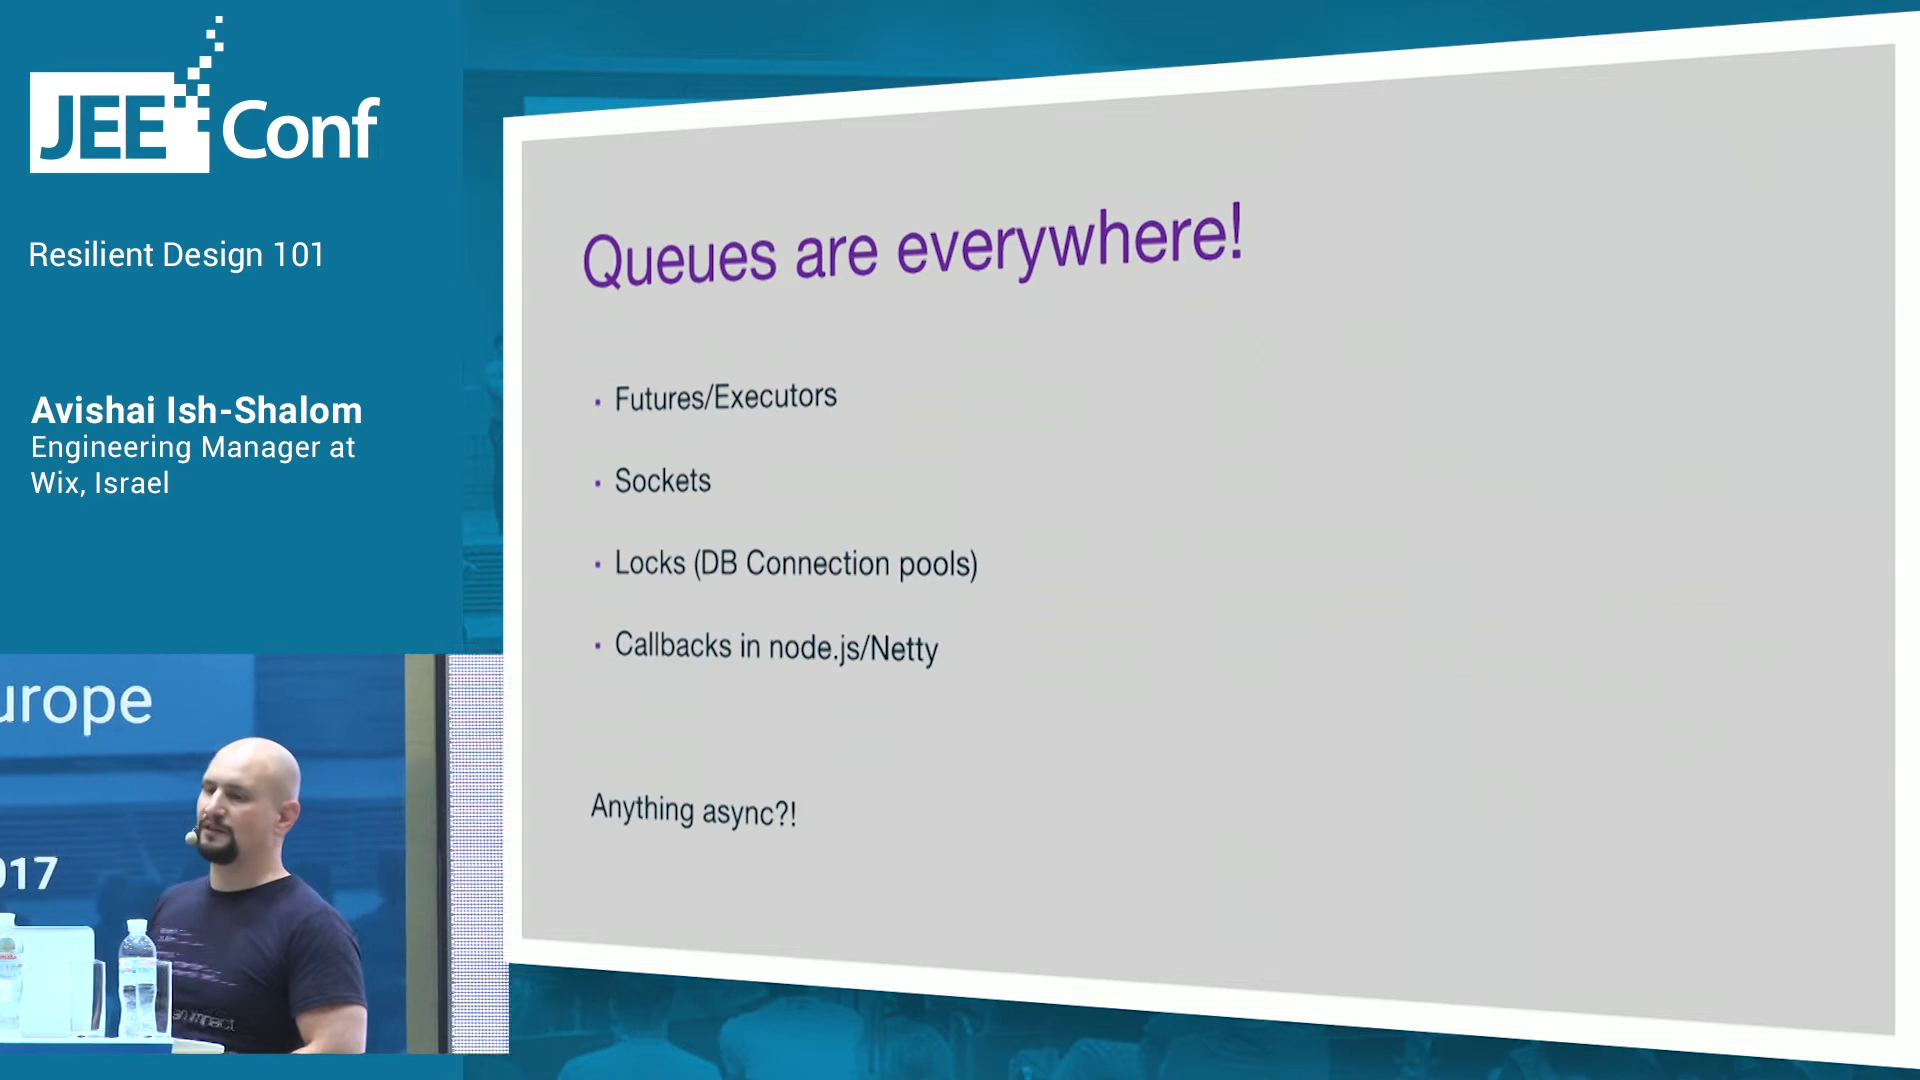 JEE Conf
Resilient Design 101
Avishai Ish-Shalom
Engineering Manager at
Wix, Israel
urope
017
Queues are everywhere!
• Futures/Executors
• Sockets
• Locks (DB Connection pools)
• Callbacks in node.js/Netty
Anything async?!